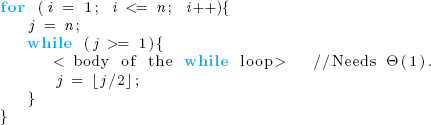 for (i = 1; i <= n; i++){
j = n;
while (j >= 1){
< body of the while loop> //Needs Θ(1).
j = ⌊j/2⌋;
}
}